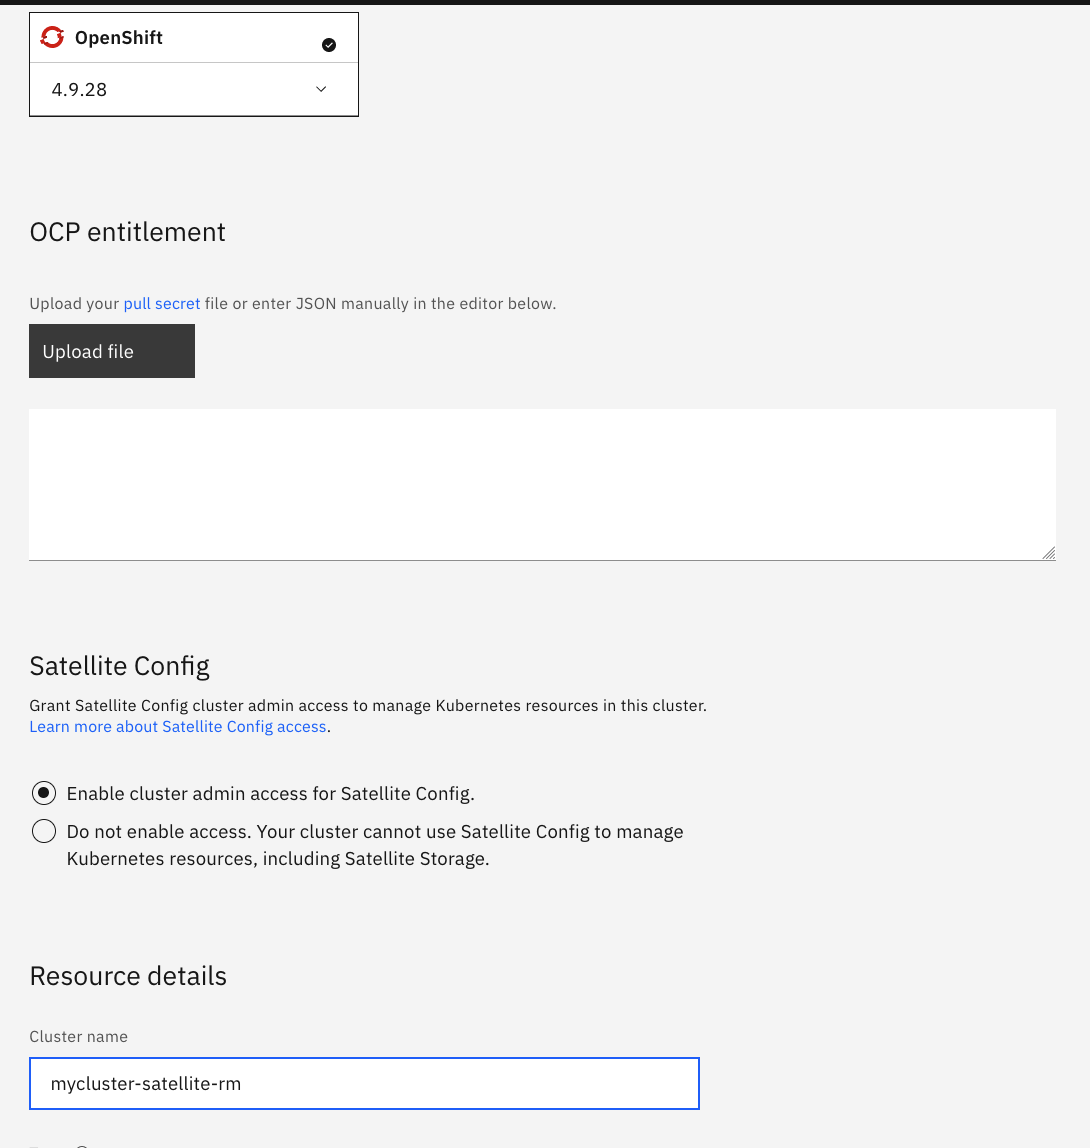 OpenShift
4.9.28
OCP entitlement
Upload your pull secret file or enter JSON manually in the editor below.
Upload file
Satellite Config
Grant Satellite Config cluster admin access to manage Kubernetes resources in this cluster.
Learn more about Satellite Config access.
Enable cluster admin access for Satellite Config.
Do not enable access. Your cluster cannot use Satellite Config to manage
Kubernetes resources, including Satellite Storage.
Resource details
Cluster name
mycluster-satellite-rm